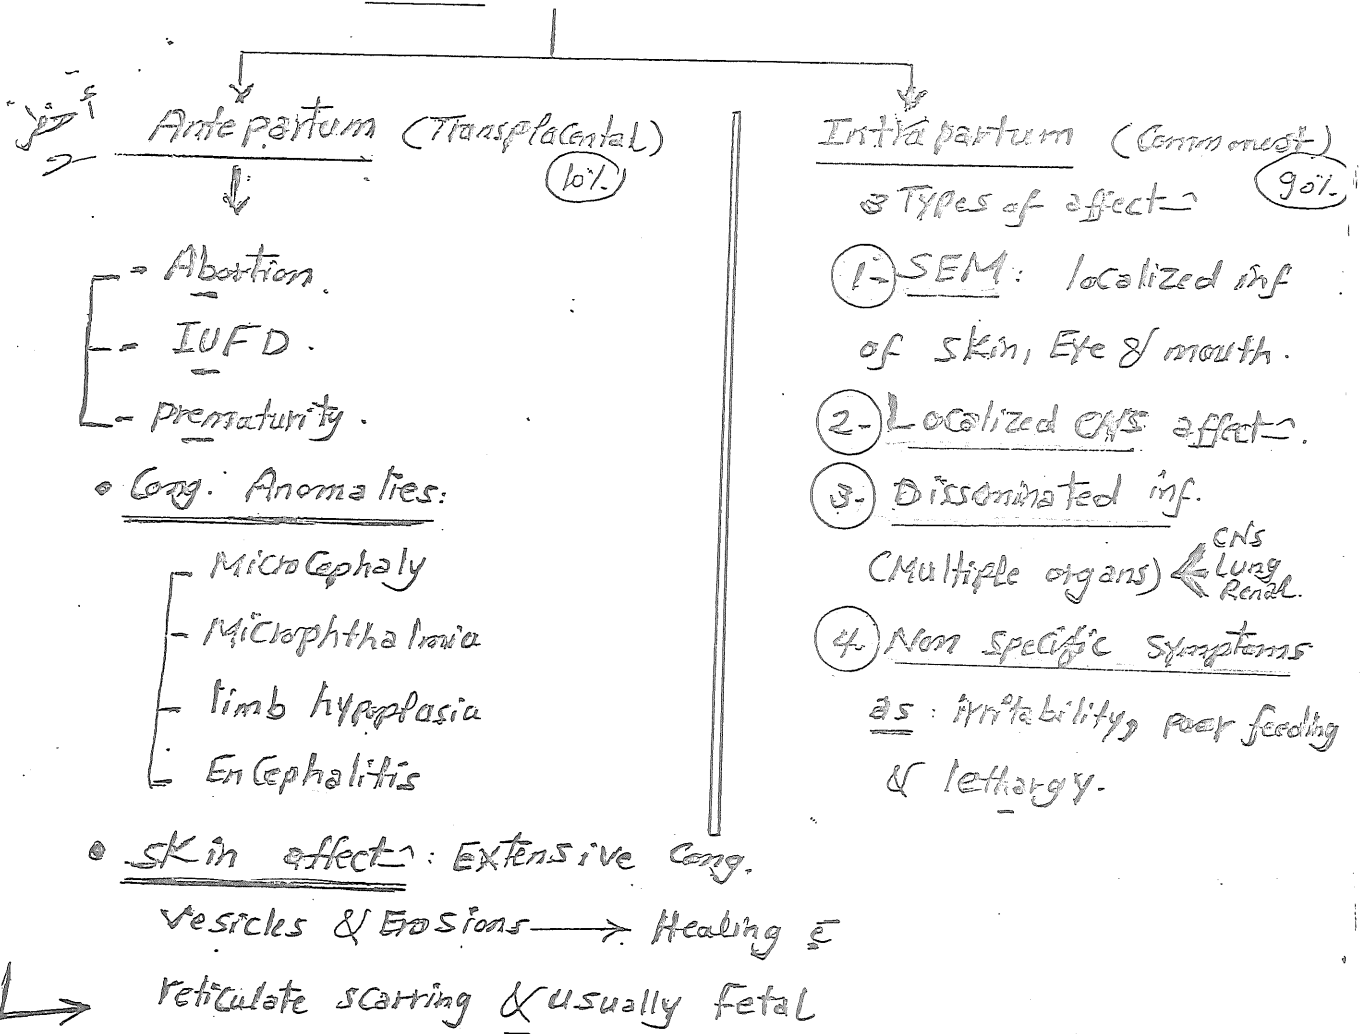 Antepartum (Transplacental)
10%
Abortion.
- IUFD.
- prematurity.
• Cong. Anomalies:
- Microcephaly
- Microphthalmia
- limb hypoplasia
- Encephalitis
• skin affect: Extensive Cong.
vesicles & Erosions → Healing c̄
reticulate scarring & usually fetal
Intrapartum (Commonest)
90%
Types of affect
1- SEM: localized inf
of skin, Eye & mouth.
2- Localized CNS affect.
3- Dissominated inf.
(Multiple organs)
CNS
Lung
Renal.
4- Non specific symptoms
as: irritability, poor feeding
& lethargy.